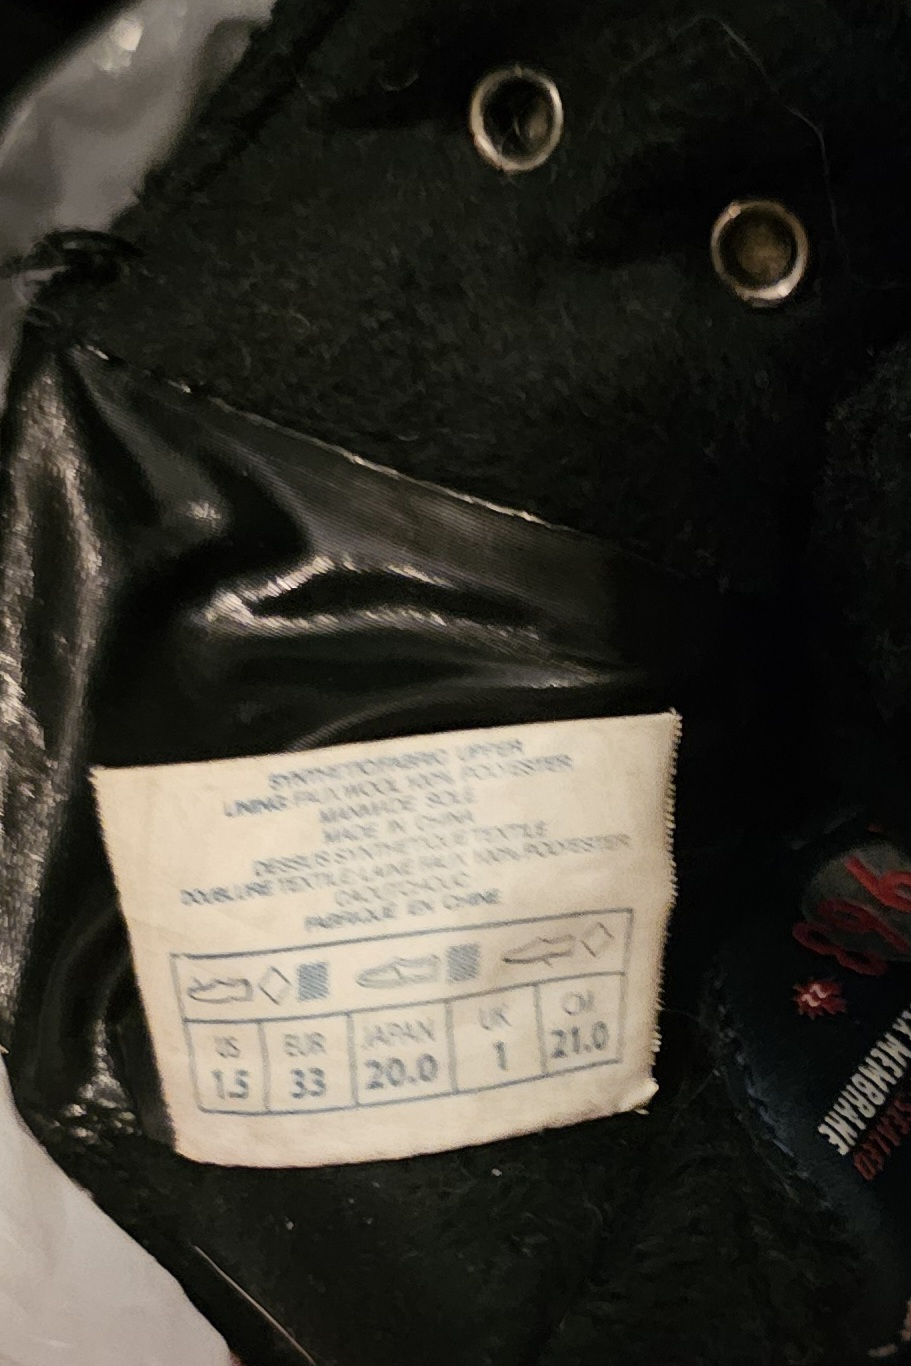 SYNTHETIC/FABRIC UPPER
LINING FAUX WOOL 100% POLYESTER
MANMADE SOLE
MADE IN CHINA
DESSUS SYNTHETIQUE TEXTILE
DOUBLURE TEXTILE LAINE FAUX 100% POLYESTER
CAOUTCHOUC
FABRIQUE EN CHINE
US EUR JAPAN UK CM
1.5 33 20.0 1 21.0
MEMBRANE
SEALED